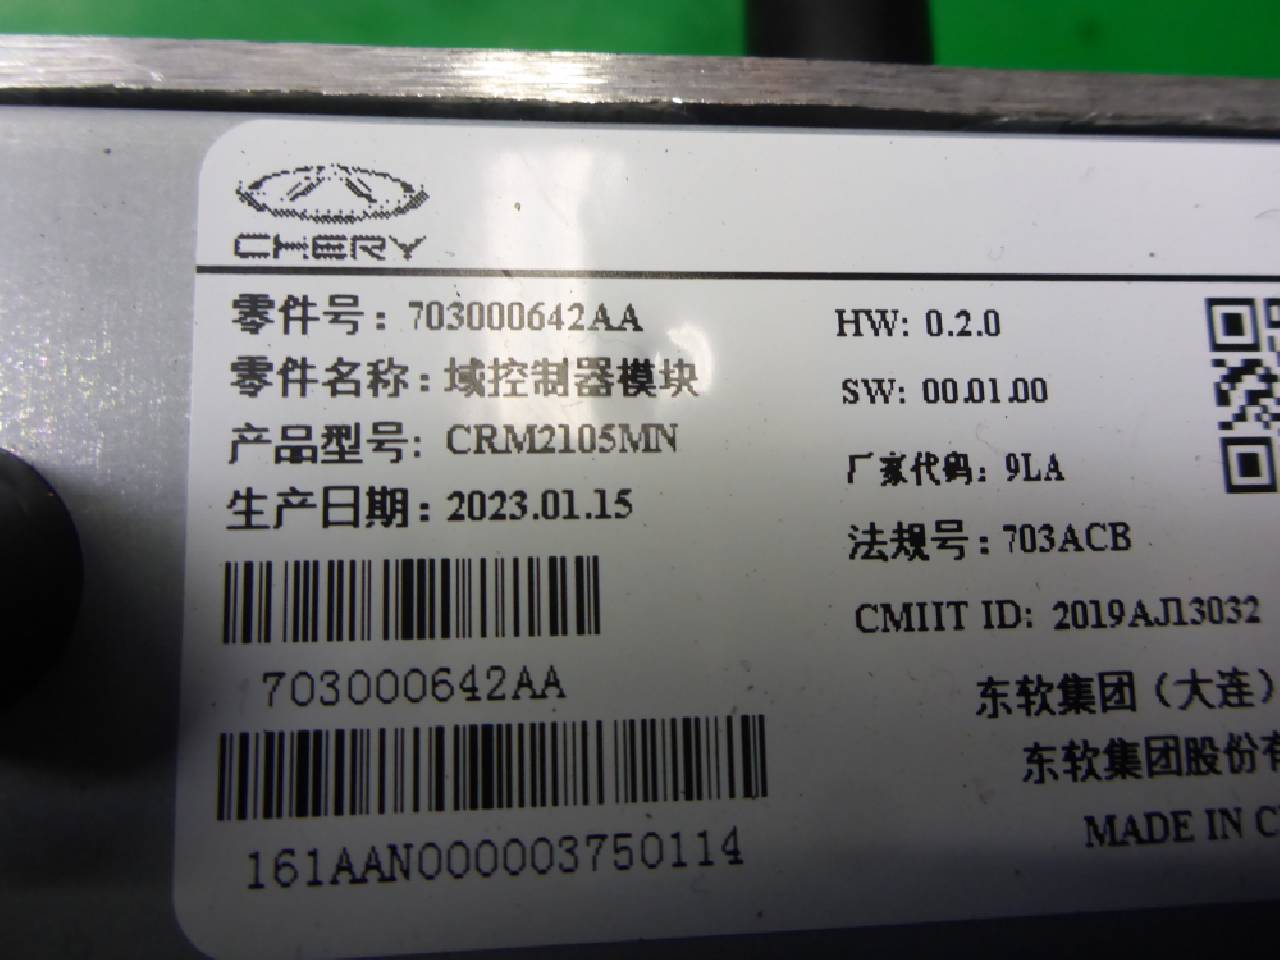 CHERY
零件号: 703000642AA
零件名称: 域控制器模块
产品型号: CRM2105MN
生产日期: 2023.01.15
703000642AA
161AAN000003750114
HW: 0.2.0
SW: 00.01.00
厂家代码: 9LA
法规号: 703ACB
CMIIT ID: 2019AJ13032
东软集团（大连）
东软集团股份有
MADE IN C